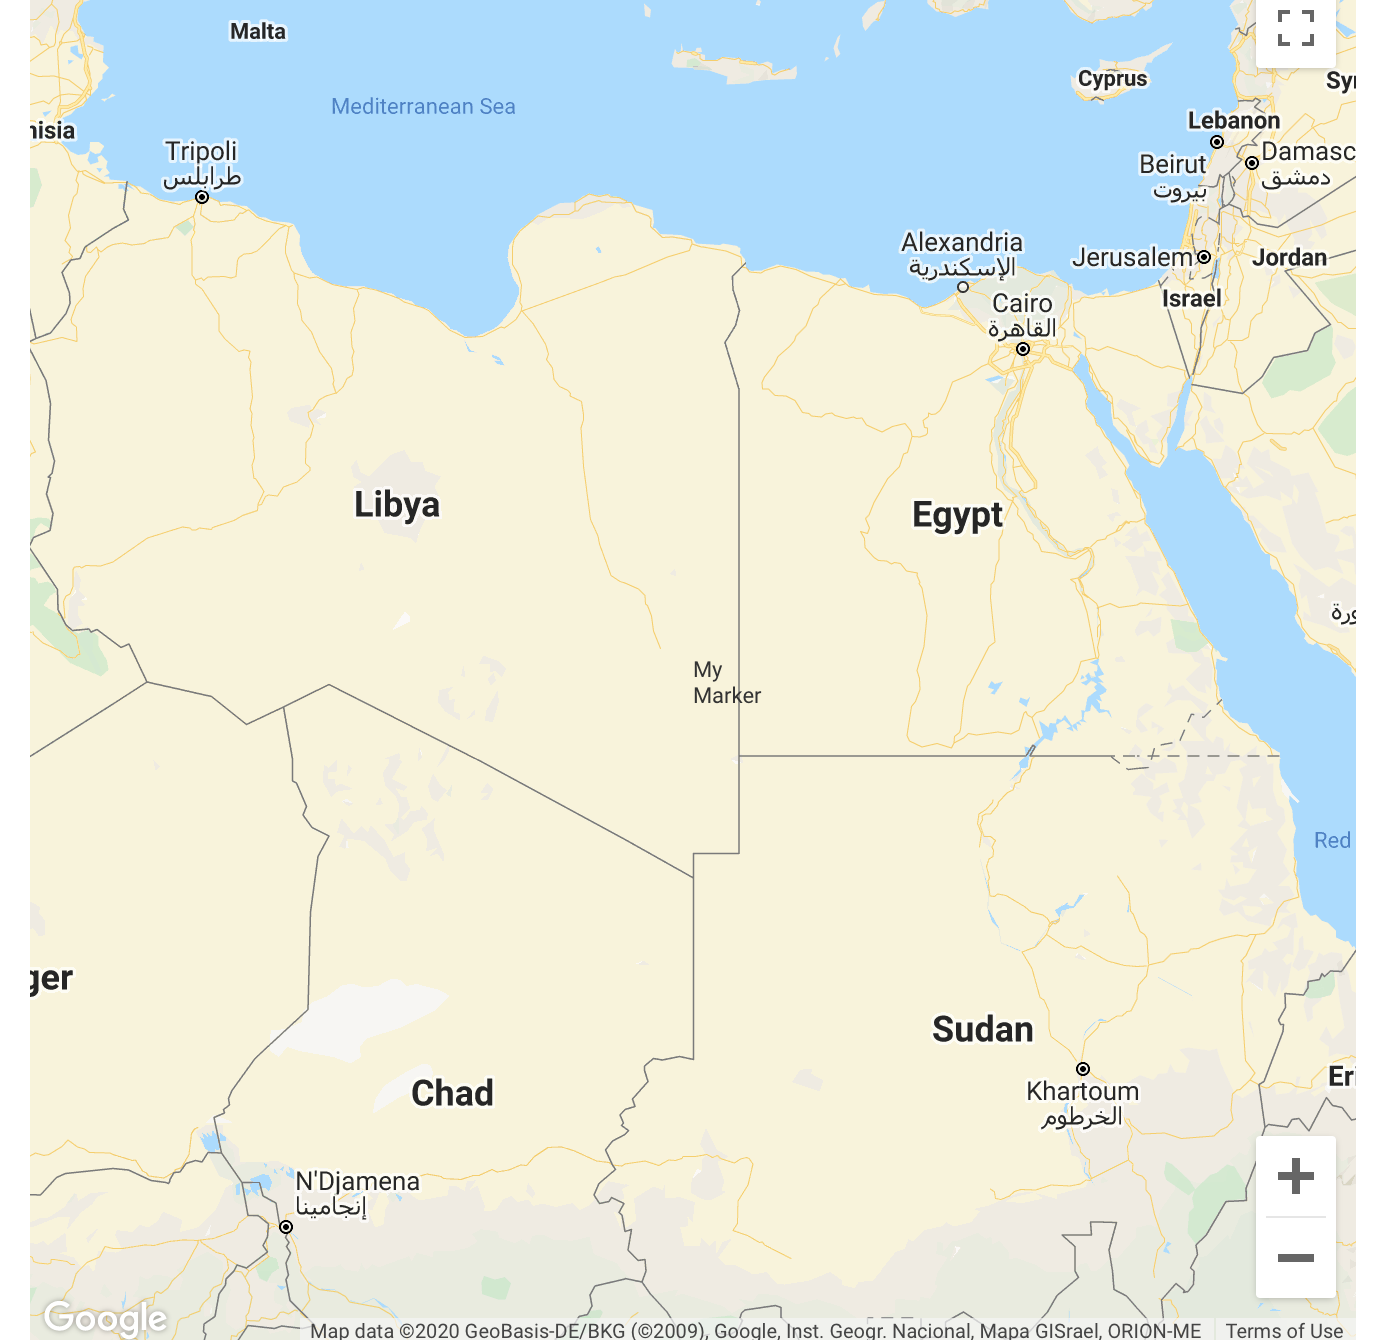 Malta
Cyprus
Syr
Mediterranean Sea
nisia
Lebanon
Tripoli
طرابلس
Beirut
بيروت
Damasc
دمشق
Alexandria
الإسكندرية
Jerusalem
Jordan
Israel
Cairo
القاهرة
Libya
Egypt
ورة
My
Marker
Red
ger
Sudan
Chad
Khartoum
الخرطوم
Eri
N'Djamena
إنجامينا
Google
Map data ©2020 GeoBasis-DE/BKG (©2009), Google, Inst. Geogr. Nacional, Mapa GISrael, ORION-ME
Terms of Use